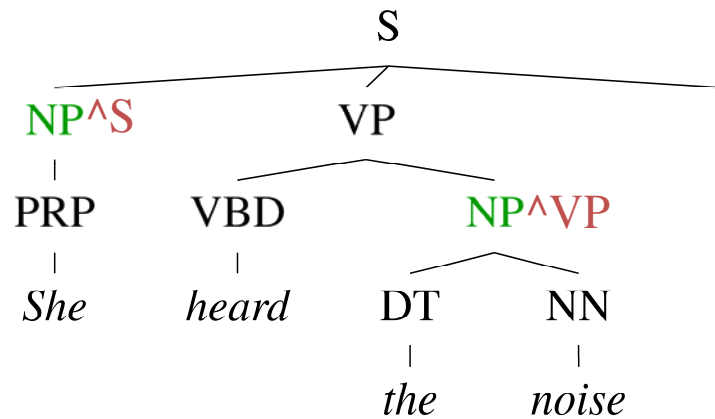 S
NP^S VP
PRP VBD NP^VP
She heard DT NN
the noise